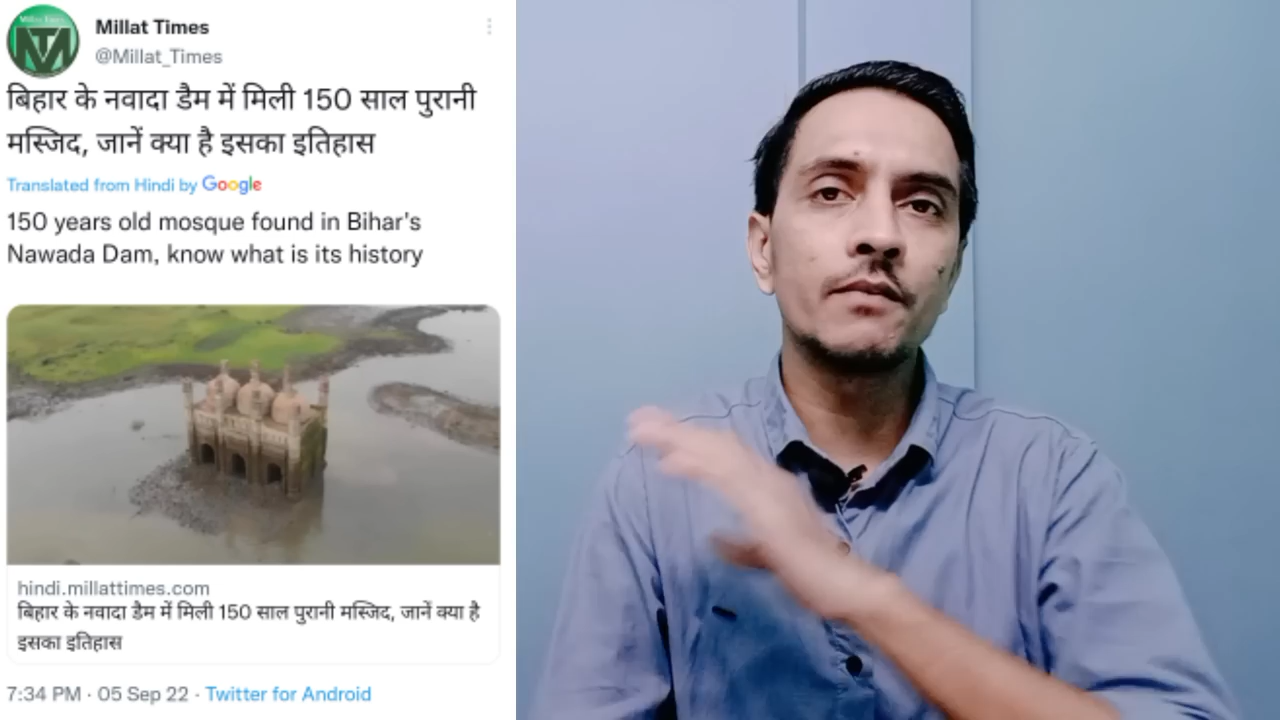 Millat Times
@Millat_Times
बिहार के नवादा डैम में मिली 150 साल पुरानी
मस्जिद, जानें क्या है इसका इतिहास
Translated from Hindi by Google
150 years old mosque found in Bihar's
Nawada Dam, know what is its history
hindi.millattimes.com
बिहार के नवादा डैम में मिली 150 साल पुरानी मस्जिद, जानें क्या है
इसका इतिहास
7:34 PM · 05 Sep 22 · Twitter for Android